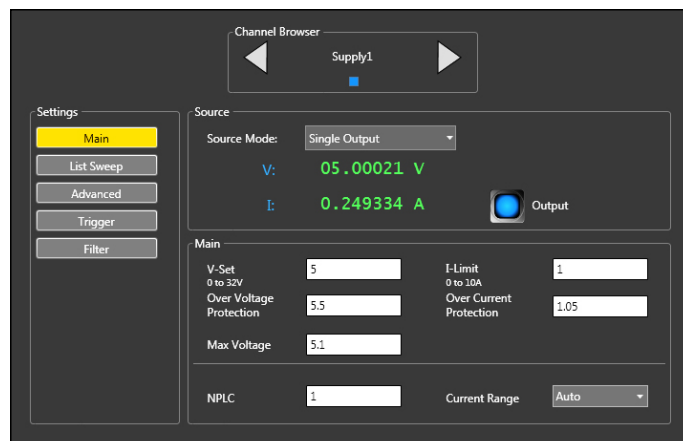 Channel Browser
Supply1
Settings
Main
List Sweep
Advanced
Trigger
Filter
Source
Source Mode: Single Output
V: 05.00021 V
I: 0.249334 A
Output
Main
V-Set 5 I-Limit 1
0 to 32V 0 to 10A
Over Voltage
Protection 5.5
Over Current
Protection 1.05
Max Voltage 5.1
NPLC 1 Current Range Auto